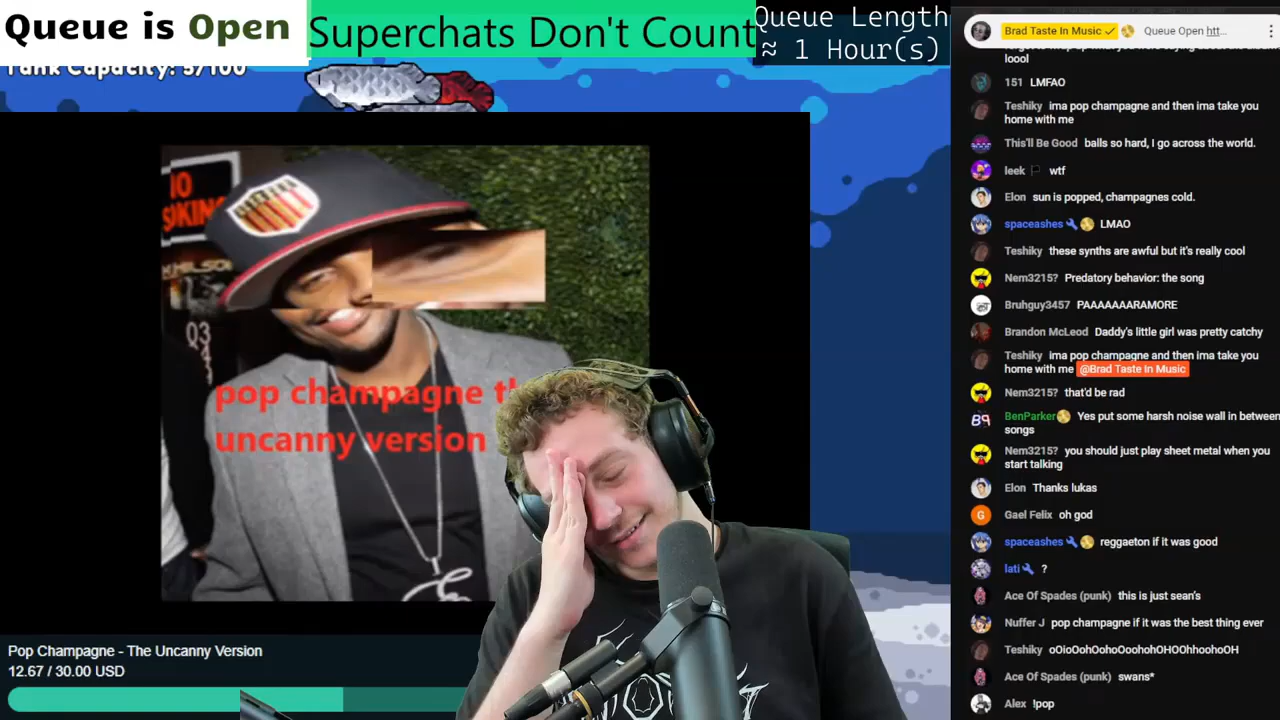 Queue is Open
Superchats Don't Count
Queue Length
≈ 1 Hour(s)
Tank Capacity: 5/100
pop champagne
uncanny version
Pop Champagne - The Uncanny Version
12.67 / 30.00 USD
Brad Taste In Music Queue Open htt...
loool
151 LMFAO
Teshiky ima pop champagne and then ima take you
home with me
This'll Be Good balls so hard, I go across the world.
leek wtf
Elon sun is popped, champagnes cold.
spaceashes LMAO
Teshiky these synths are awful but it's really cool
Nem3215? Predatory behavior: the song
Bruhguy3457 PAAAAAAARAMORE
Brandon McLeod Daddy's little girl was pretty catchy
Teshiky ima pop champagne and then ima take you
home with me @Brad Taste In Music
Nem3215? that'd be rad
BenParker Yes put some harsh noise wall in between
songs
Nem3215? you should just play sheet metal when you
start talking
Elon Thanks lukas
Gael Felix oh god
spaceashes reggaeton if it was good
lati ?
Ace Of Spades (punk) this is just sean's
Nuffer J pop champagne if it was the best thing ever
Teshiky oOioOohOohoOoohohOHOOhhoohoOH
Ace Of Spades (punk) swans*
Alex !pop